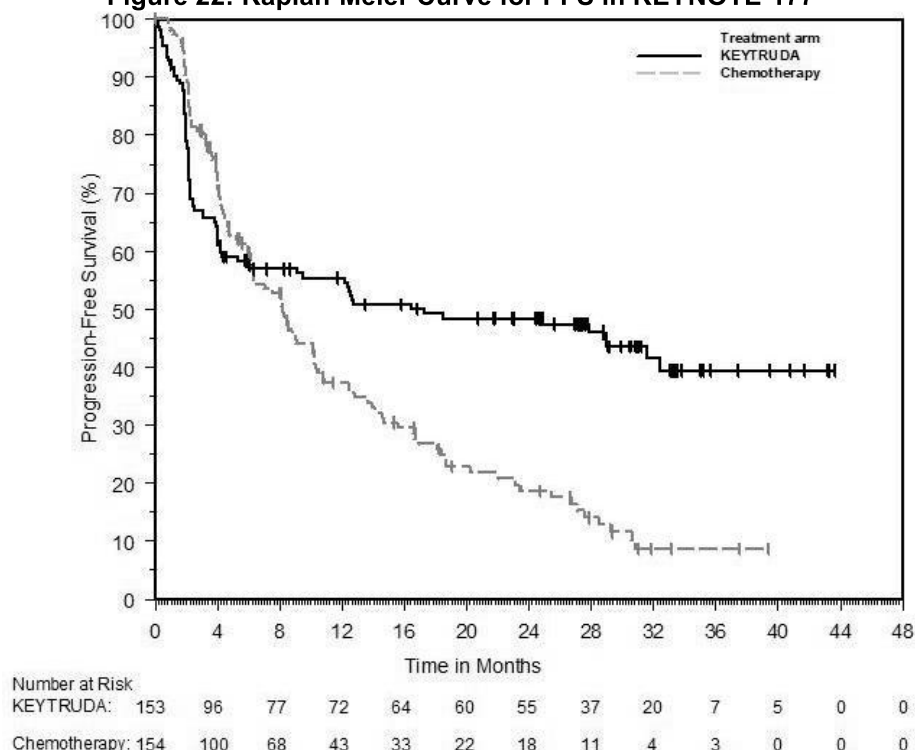 Figure 22: Kaplan-Meier Curve for PFS in KEYNOTE-177
Treatment arm
KEYTRUDA
Chemotherapy
100
90
80
70
60
50
40
30
20
10
0
Progression-Free Survival (%)
0 4 8 12 16 20 24 28 32 36 40 44 48
Time in Months
Number at Risk
KEYTRUDA: 153 96 77 72 64 60 55 37 20 7 5 0 0
Chemotherapy: 154 100 68 43 33 22 18 11 4 3 0 0 0